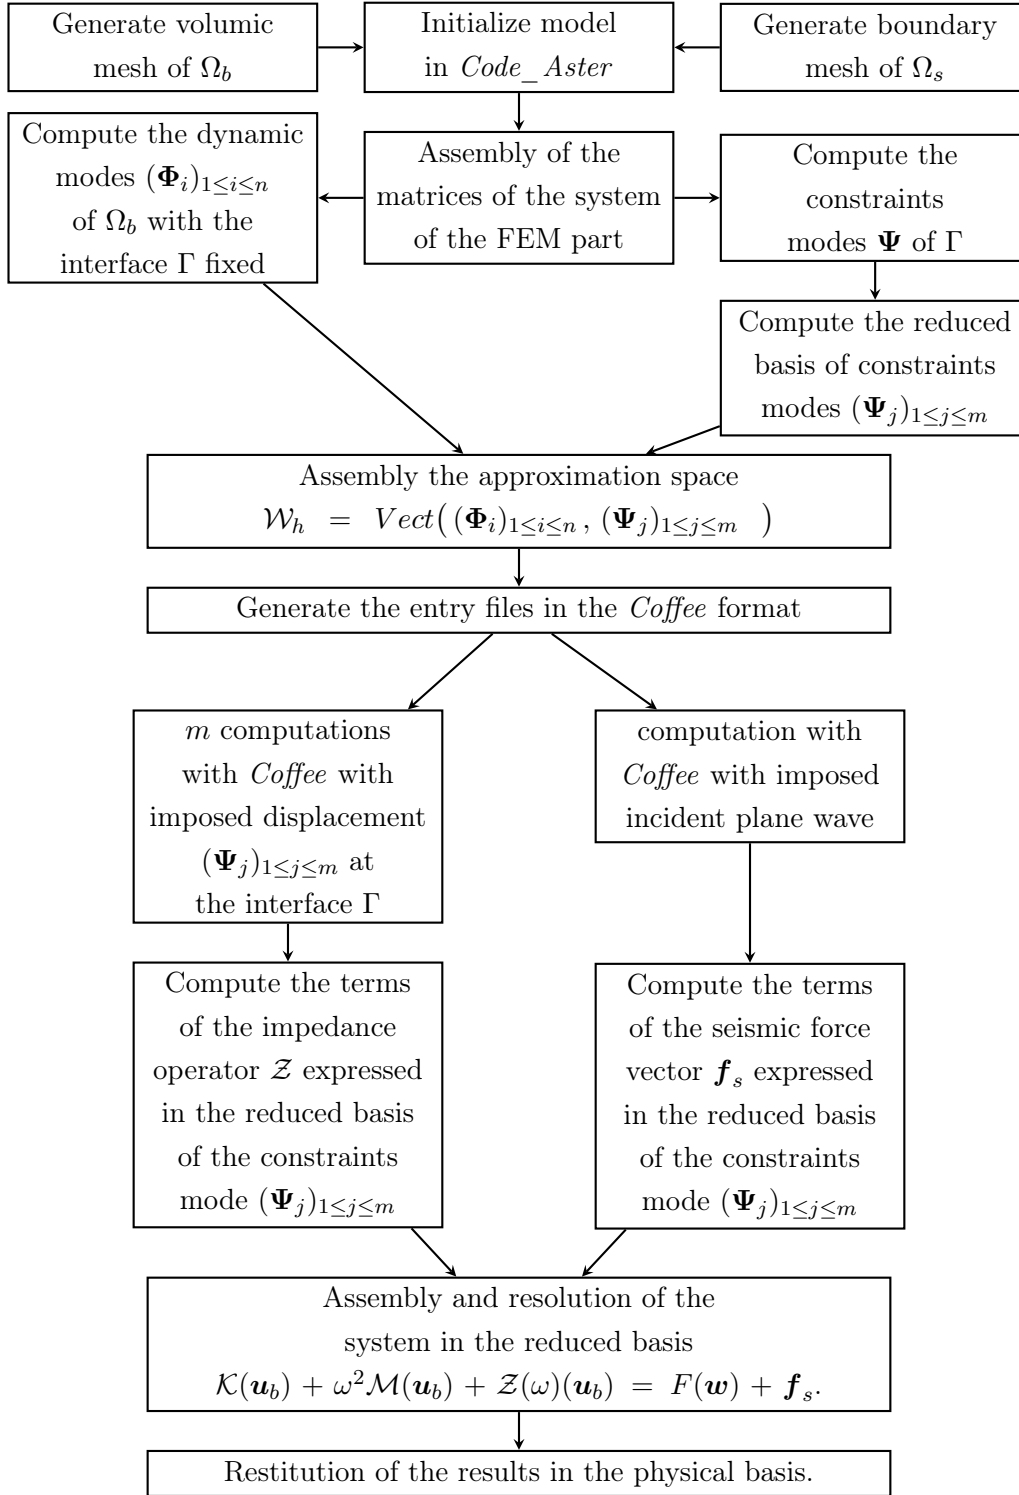 Generate volumic
mesh of Ω_b
Initialize model
in Code_Aster
Generate boundary
mesh of Ω_s
Compute the dynamic
modes (Φ_i)_{1≤i≤n}
of Ω_b with the
interface Γ fixed
Assembly of the
matrices of the system
of the FEM part
Compute the
constraints
modes Ψ of Γ
Compute the reduced
basis of constraints
modes (Ψ_j)_{1≤j≤m}
Assembly the approximation space
𝒲_h = Vect((Φ_i)_{1≤i≤n}, (Ψ_j)_{1≤j≤m} )
Generate the entry files in the Coffee format
m computations
with Coffee with
imposed displacement
(Ψ_j)_{1≤j≤m} at
the interface Γ
computation with
Coffee with imposed
incident plane wave
Compute the terms
of the impedance
operator 𝒵 expressed
in the reduced basis
of the constraints
mode (Ψ_j)_{1≤j≤m}
Compute the terms
of the seismic force
vector f_s expressed
in the reduced basis
of the constraints
mode (Ψ_j)_{1≤j≤m}
Assembly and resolution of the
system in the reduced basis
𝒦(u_b) + ω²ℳ(u_b) + 𝒵(ω)(u_b) = F(w) + f_s.
Restitution of the results in the physical basis.